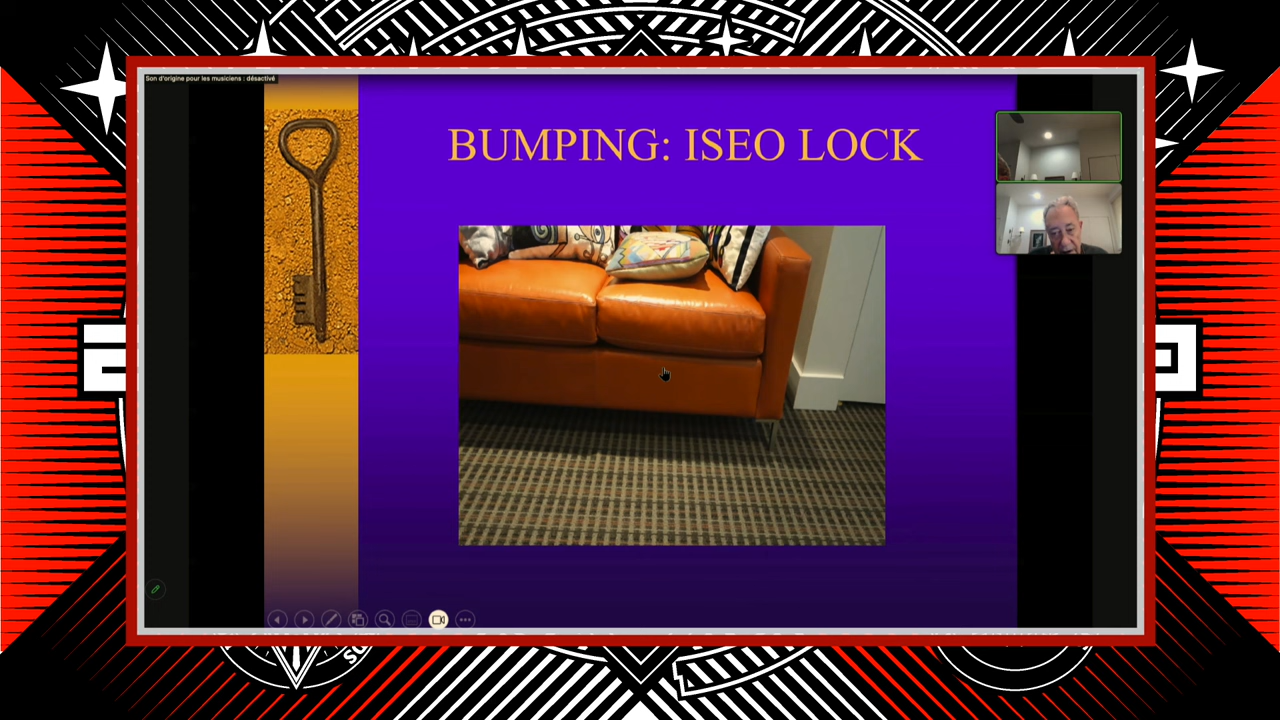 Son d'origine pour les musiciens : désactivé
BUMPING: ISEO LOCK